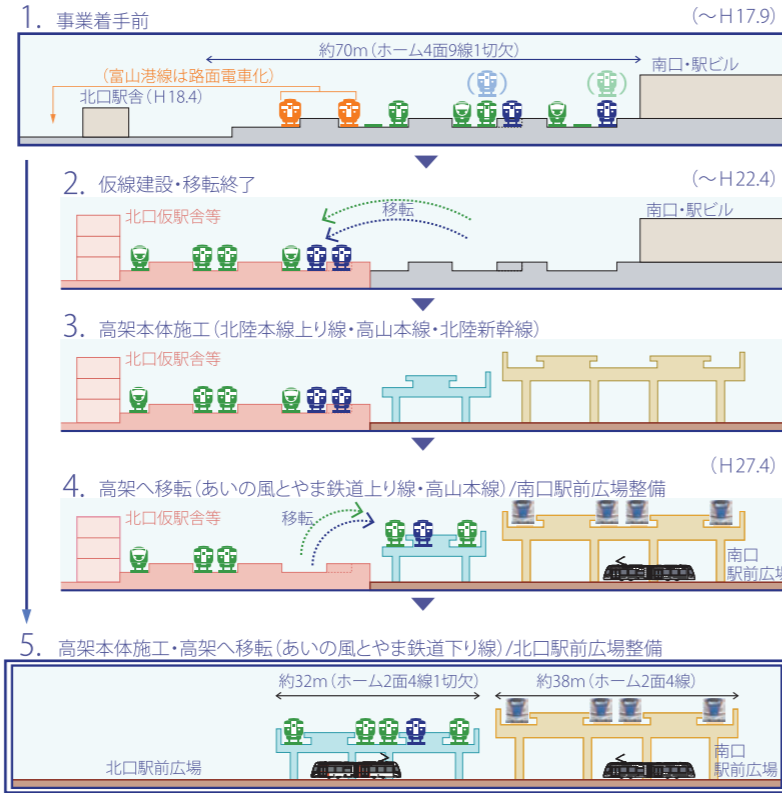 1. 事業着手前
(～H17.9)
約70m(ホーム4面9線1切欠)
(富山港線は路面電車化)
北口駅舎(H18.4)
南口・駅ビル
2. 仮線建設・移転終了
(～H22.4)
北口仮駅舎等
移転
南口・駅ビル
3. 高架本体施工(北陸本線上り線・高山本線・北陸新幹線)
北口仮駅舎等
(H27.4)
4. 高架へ移転(あいの風とやま鉄道上り線・高山本線)/南口駅前広場整備
北口仮駅舎等
移転
南口
駅前広場
5. 高架本体施工・高架へ移転(あいの風とやま鉄道下り線)/北口駅前広場整備
約32m(ホーム2面4線1切欠)
約38m(ホーム2面4線)
北口駅前広場
南口
駅前広場